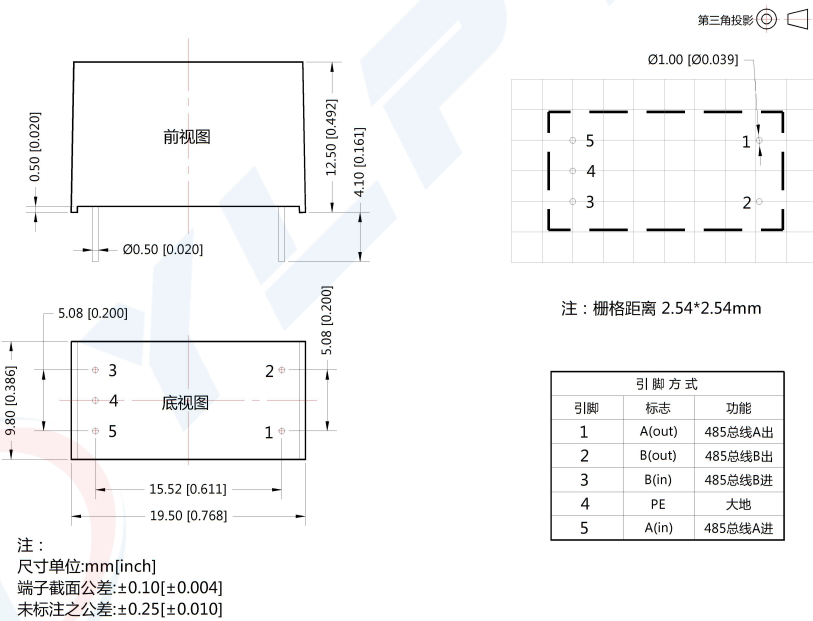 第三角投影
Ø1.00 [Ø0.039]
前视图
0.50 [0.020]
12.50 [0.492]
4.10 [0.161]
Ø0.50 [0.020]
5
1
4
3
2
注：栅格距离 2.54*2.54mm
5.08 [0.200]
5.08 [0.200]
9.80 [0.386]
3
2
4
底视图
5
1
15.52 [0.611]
19.50 [0.768]
引脚方式
引脚 标志 功能
1 A(out) 485总线A出
2 B(out) 485总线B出
3 B(in) 485总线B进
4 PE 大地
5 A(in) 485总线A进
注：
尺寸单位:mm[inch]
端子截面公差:±0.10[±0.004]
未标注之公差:±0.25[±0.010]